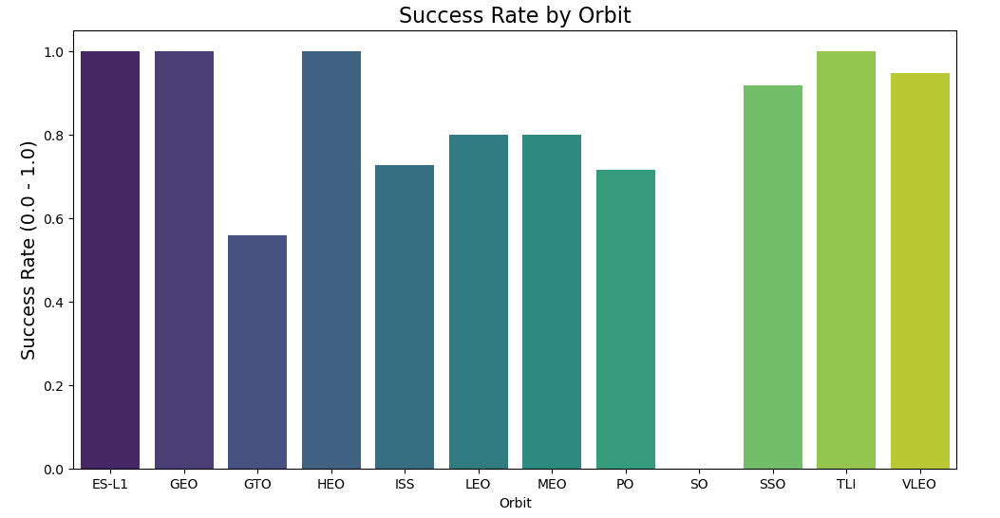 Success Rate by Orbit
Success Rate (0.0 - 1.0)
1.0
0.8
0.6
0.4
0.2
0.0
ES-L1 GEO GTO HEO ISS LEO MEO PO SO SSO TLI VLEO
Orbit